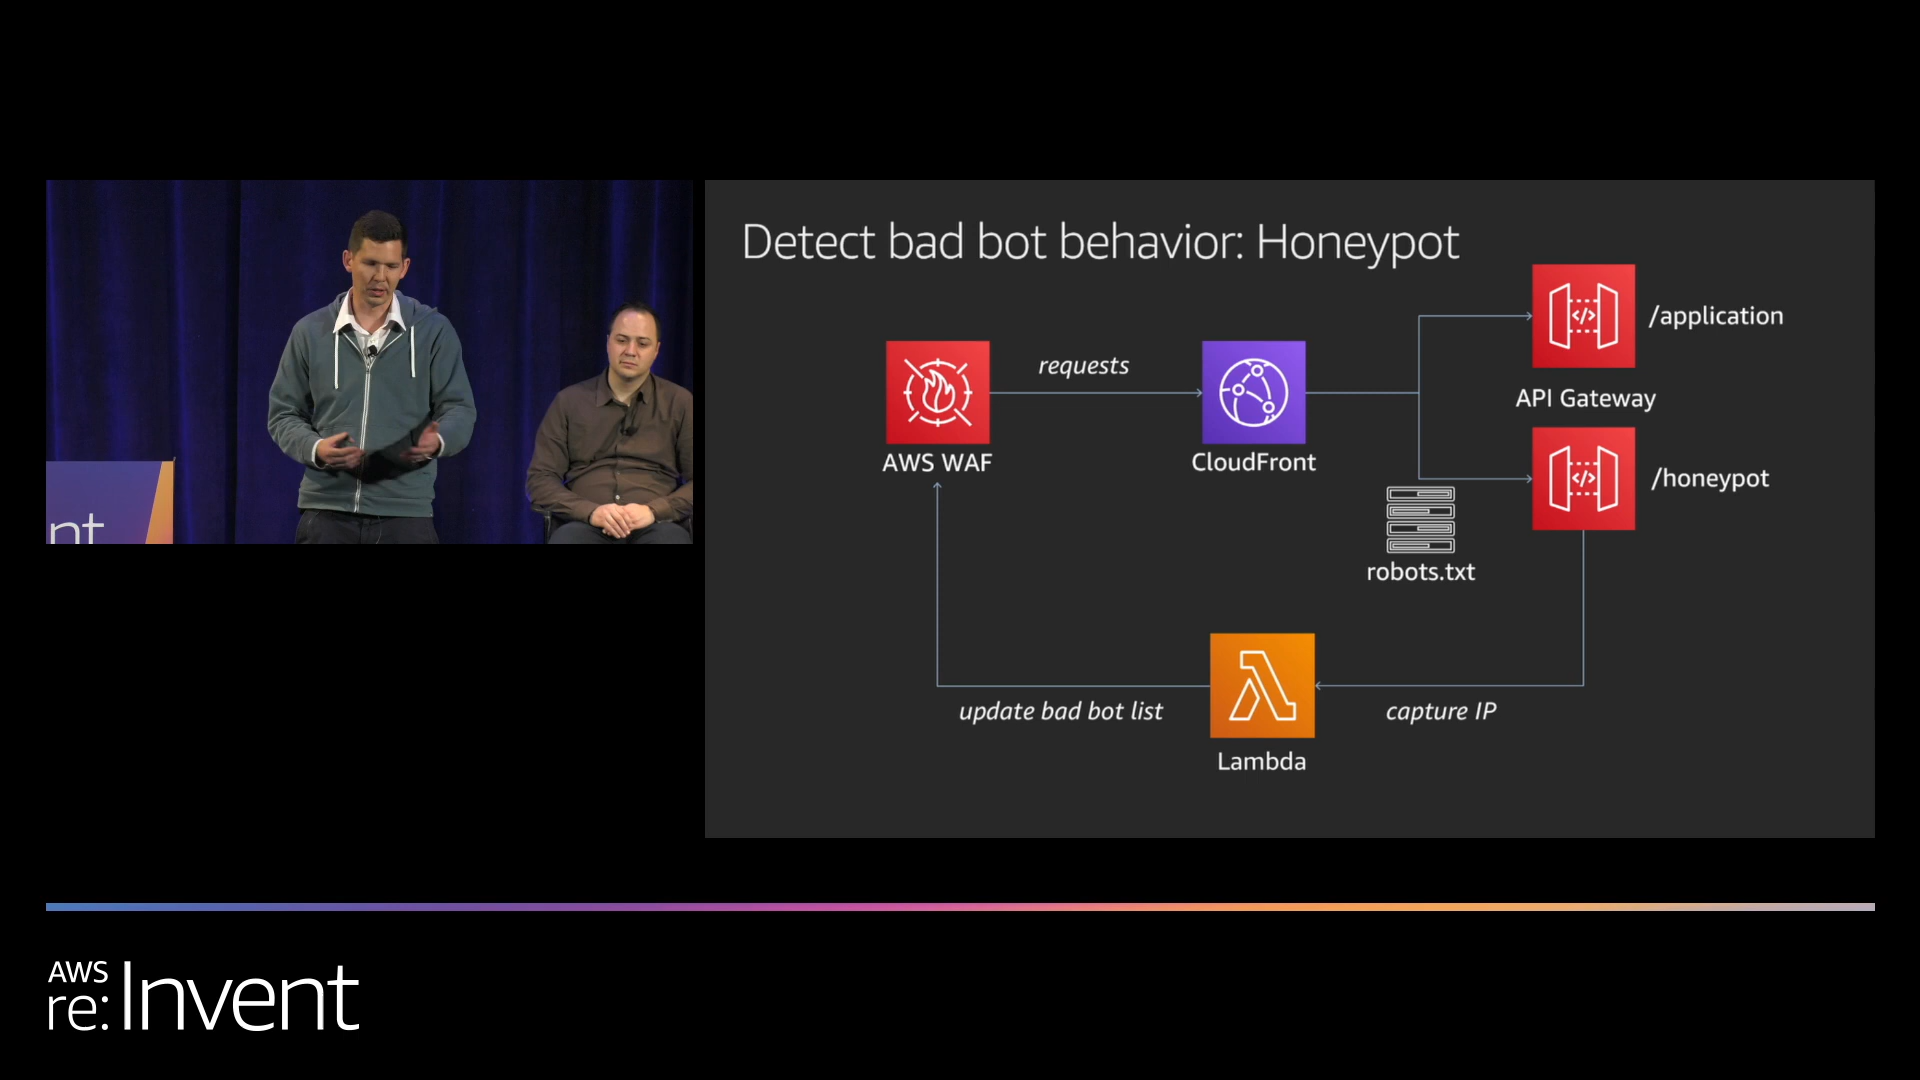 Detect bad bot behavior: Honeypot
/application
requests
API Gateway
AWS WAF
CloudFront
/honeypot
robots.txt
update bad bot list
capture IP
Lambda
nt
AWS
re:Invent